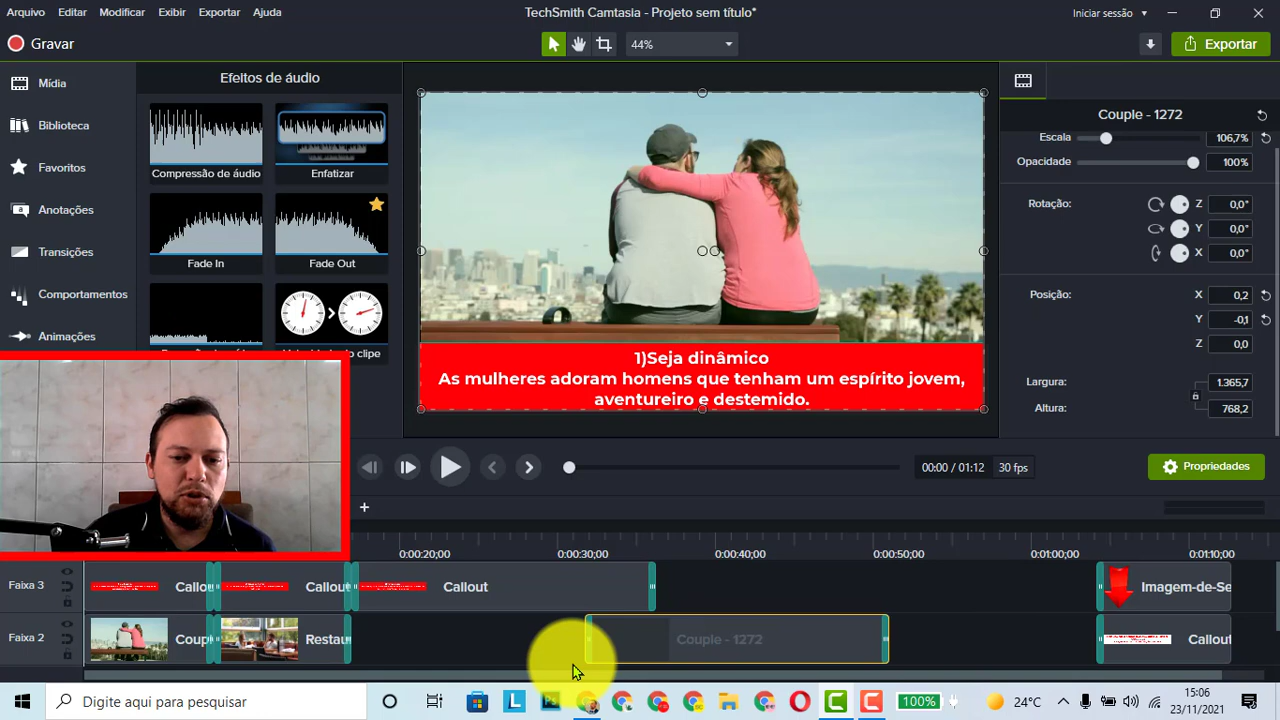 Arquivo Editar Modificar Exibir Exportar Ajuda
TechSmith Camtasia - Projeto sem título*
Iniciar sessão
Gravar
44%
Exportar
Mídia
Biblioteca
Favoritos
Anotações
Transições
Comportamentos
Animações
Efeitos de áudio
Compressão de áudio
Enfatizar
Fade In
Fade Out
clipe
1)Seja dinâmico
As mulheres adoram homens que tenham um espírito jovem,
aventureiro e destemido.
Couple - 1272
Escala 106,7%
Opacidade 100%
Rotação: Z 0,0°
Y 0,0°
X 0,0°
Posição: X 0,2
Y -0,1
Z 0,0
Largura: 1.365,7
Altura: 768,2
00:00 / 01:12 30 fps
Propriedades
+
0:00:20;00 0:00:30;00 0:00:40;00 0:00:50;00 0:01:00;00 0:01:10;00
Faixa 3
Callou Callou Callout Imagem-de-Se
Faixa 2
Coup Restau Couple - 1272 Callout
Digite aqui para pesquisar
100%
24°C
5:06
23/11/2021